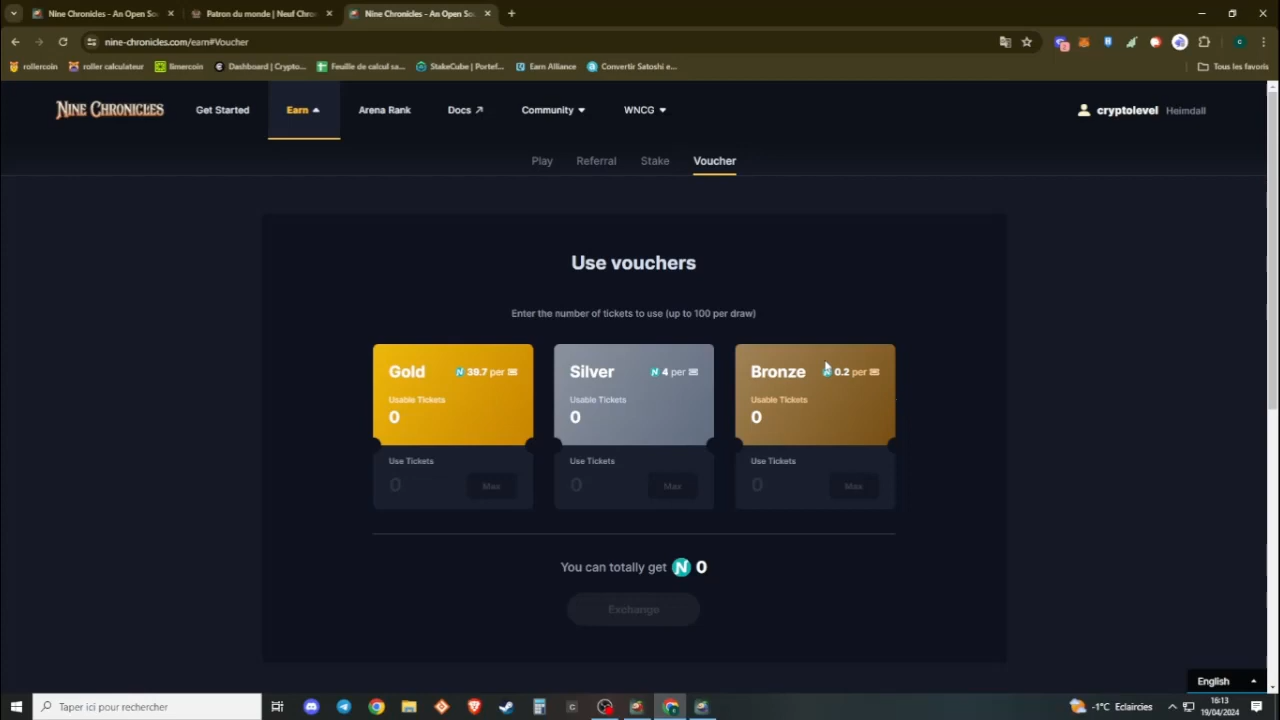 Nine Chronicles - An Open So
Patron du monde | Neuf Chron
Nine Chronicles - An Open So
nine-chronicles.com/earn#Voucher
rollercoin
roller calculateur
limercoin
Dashboard | Crypto...
Feuille de calcul sa...
StakeCube | Portef...
Earn Alliance
Convertir Satoshi e...
Tous les favoris
NINE CHRONICLES
Get Started
Earn
Arena Rank
Docs
Community
WNCG
cryptolevel
Heimdall
Play
Referral
Stake
Voucher
Use vouchers
Enter the number of tickets to use (up to 100 per draw)
Gold
39.7 per
Usable Tickets
0
Use Tickets
0
Max
Silver
4 per
Usable Tickets
0
Use Tickets
0
Max
Bronze
0.2 per
Usable Tickets
0
Use Tickets
0
Max
You can totally get N 0
Exchange
English
Taper ici pour rechercher
-1°C Eclaircies
16:13
19/04/2024